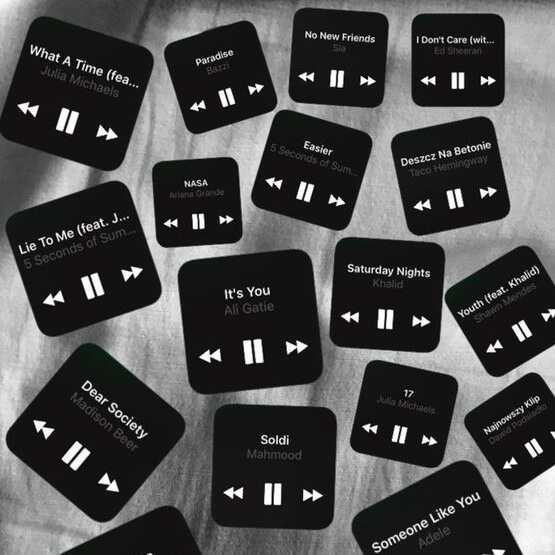 What A Time (fea...
Julia Michaels
Paradise
Bazzi
No New Friends
Sia
I Don't Care (wit...
Ed Sheeran
NASA
Ariana Grande
Easier
5 Seconds of Sum...
Deszcz Na Betonie
Taco Hemingway
Lie To Me (feat. J...
5 Seconds of Sum...
It's You
Ali Gatie
Saturday Nights
Khalid
Youth (feat. Khalid)
Shawn Mendes
Dear Society
Madison Beer
Soldi
Mahmood
17
Julia Michaels
Najnowszy Klip
Dawid Podsiadło
Someone Like You
Adele